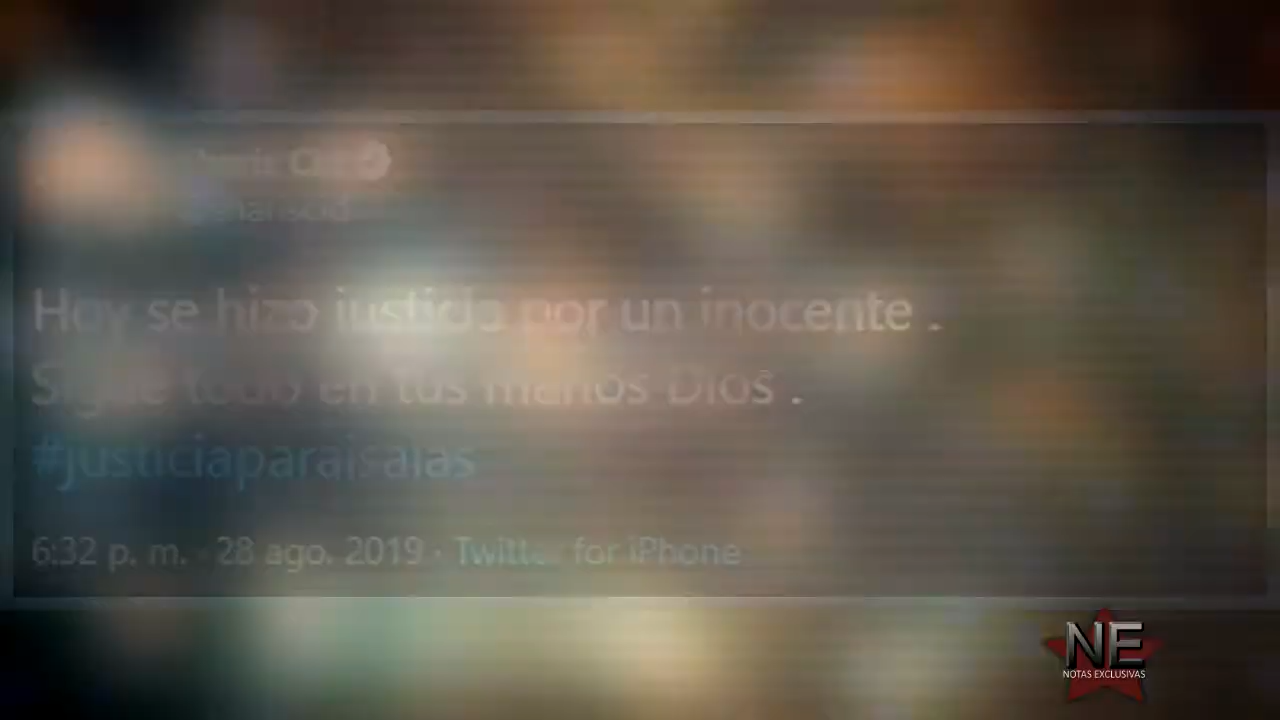 Hoy se hizo justicia por un inocente .
Sigue todo en tus manos Dios .
#justiciaparaisaias
6:32 p. m. · 28 ago. 2019 · Twitter for iPhone
NE
NOTAS EXCLUSIVAS